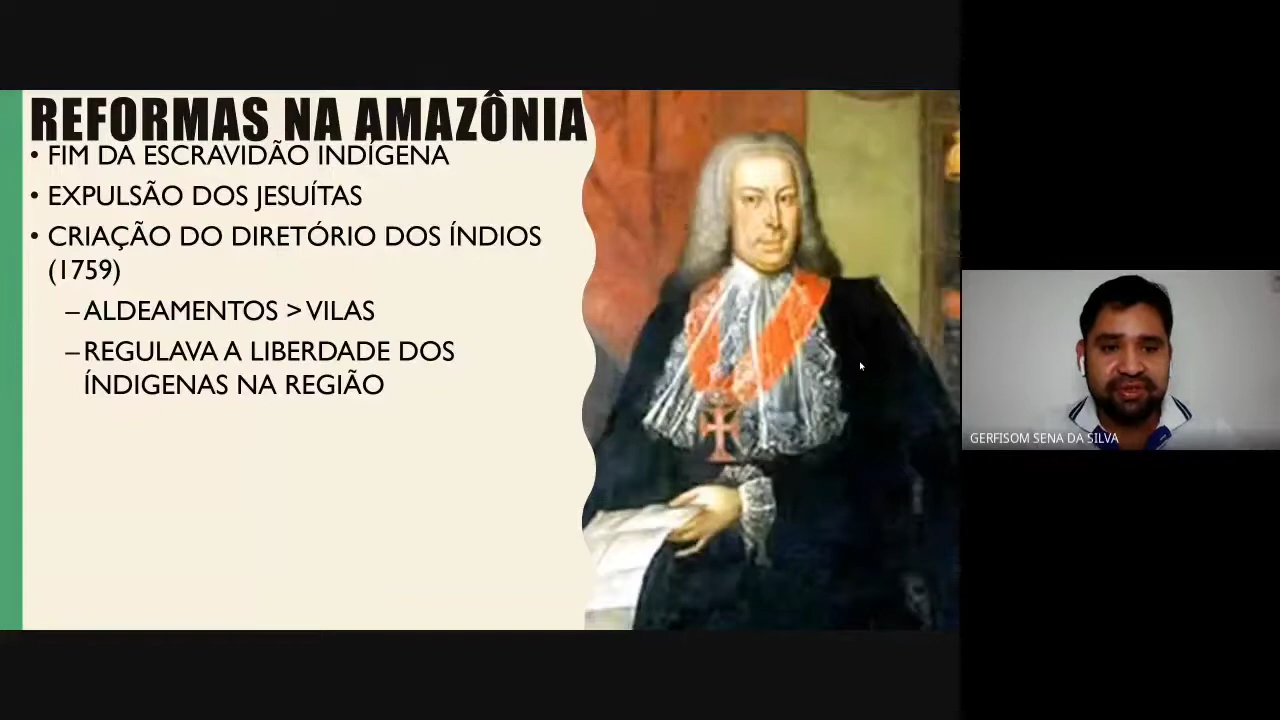 REFORMAS NA AMAZÔNIA
• FIM DA ESCRAVIDÃO INDÍGENA
• EXPULSÃO DOS JESUÍTAS
• CRIAÇÃO DO DIRETÓRIO DOS ÍNDIOS
(1759)
– ALDEAMENTOS > VILAS
– REGULAVA A LIBERDADE DOS
ÍNDIGENAS NA REGIÃO
GERFISOM SENA DA SILVA